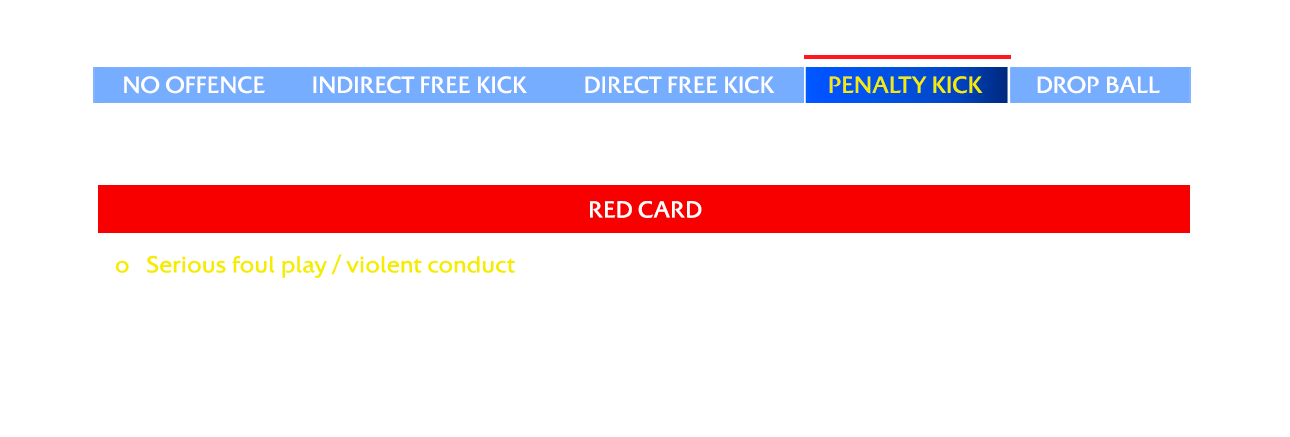 NO OFFENCE INDIRECT FREE KICK DIRECT FREE KICK PENALTY KICK DROP BALL
RED CARD
o Serious foul play / violent conduct